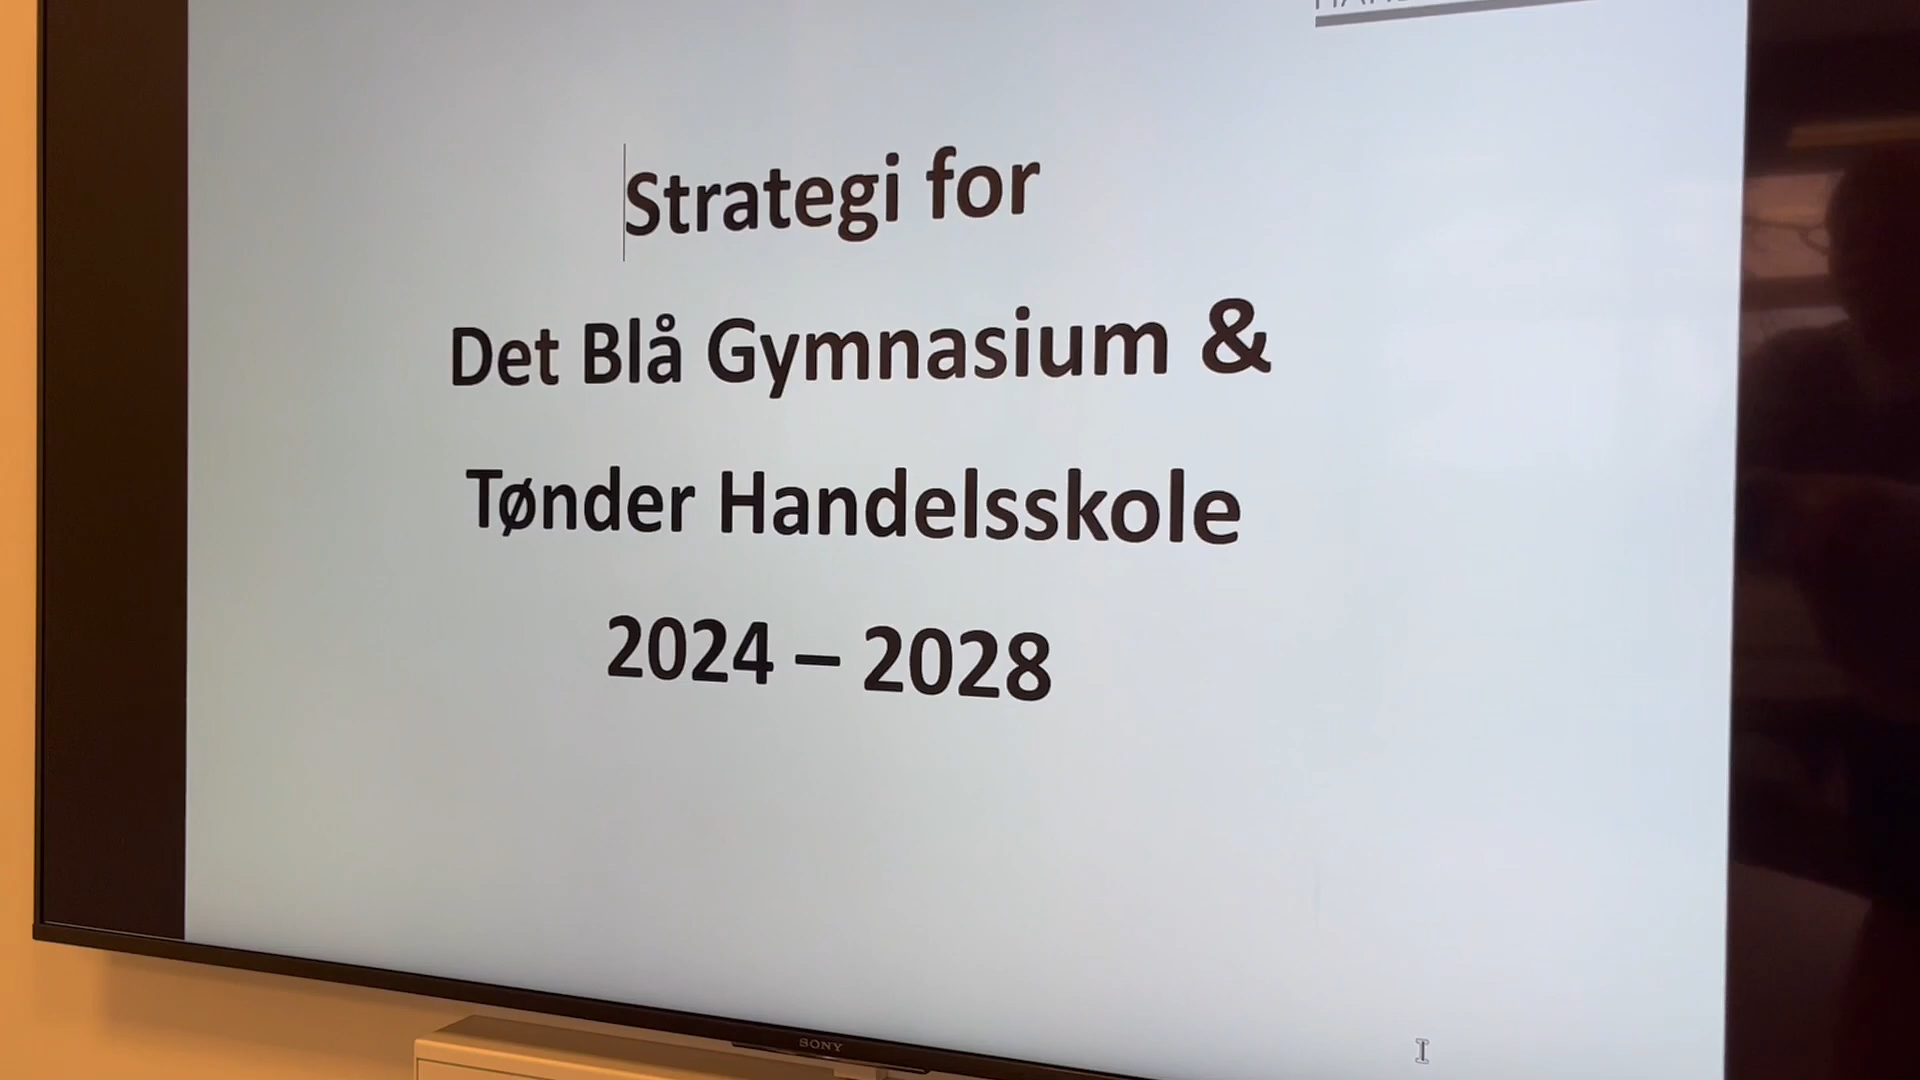 Strategi for
Det Blå Gymnasium &
Tønder Handelsskole
2024 – 2028
SONY